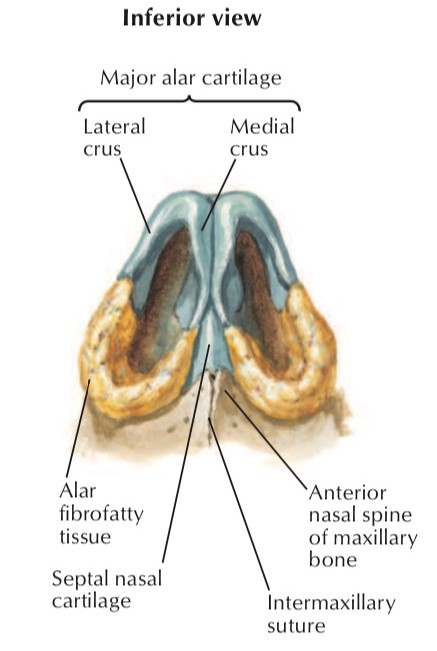 Inferior view
Major alar cartilage
Lateral
crus
Medial
crus
Alar
fibrofatty
tissue
Septal nasal
cartilage
Anterior
nasal spine
of maxillary
bone
Intermaxillary
suture